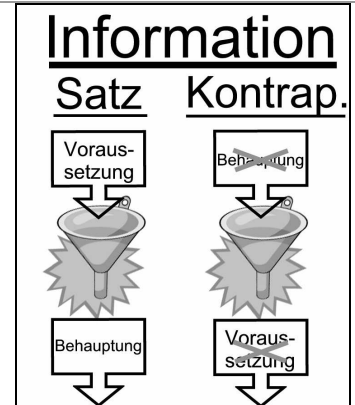 Information
Satz Kontrap.
Voraus-
setzung
Behauptung
Behauptung
Voraus-
setzung